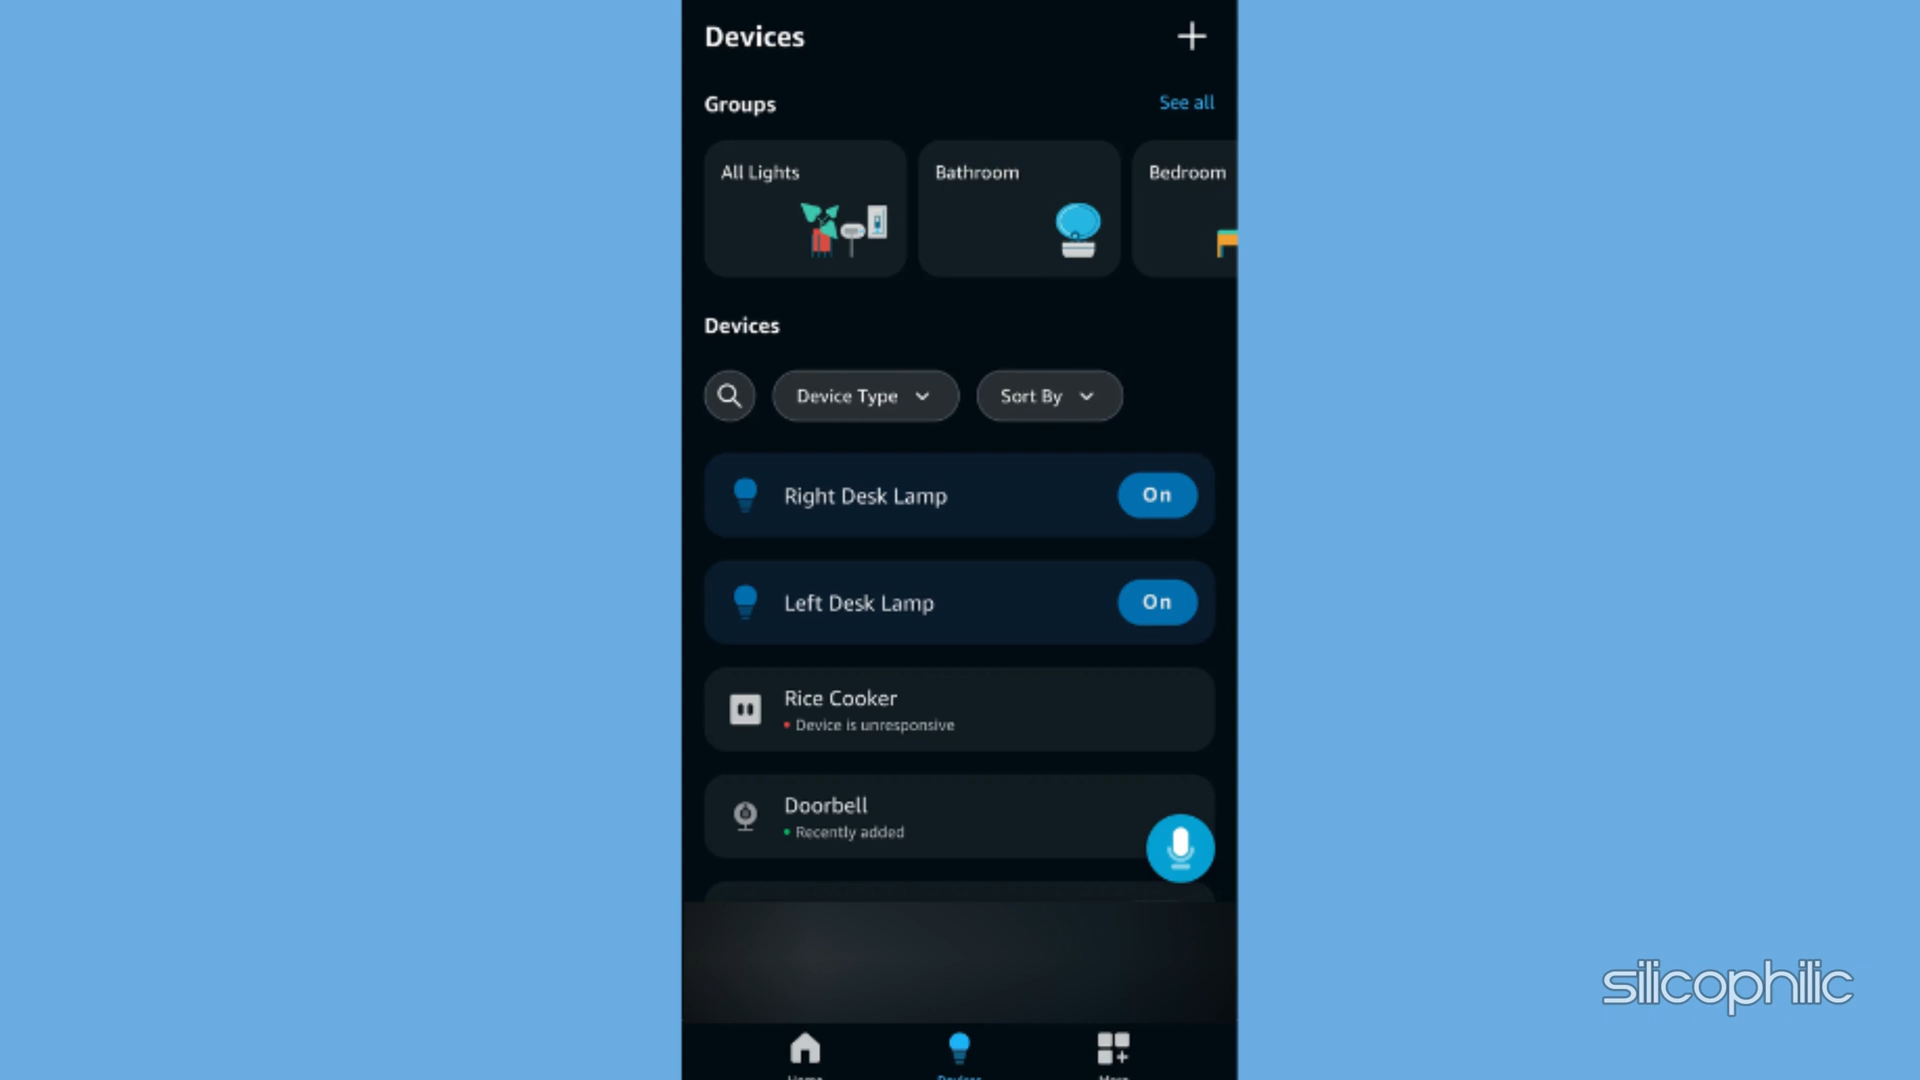 Devices
Groups
See all
All Lights
Bathroom
Bedroom
Devices
Device Type
Sort By
Right Desk Lamp
On
Left Desk Lamp
On
Rice Cooker
Device is unresponsive
Doorbell
Recently added
silicophilic